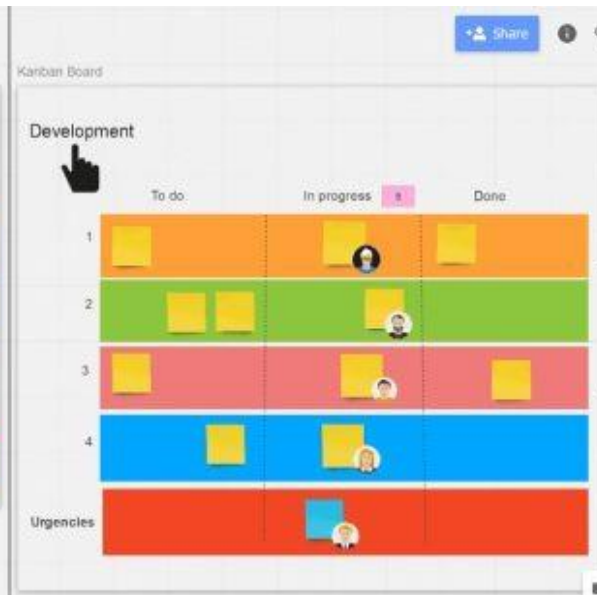 Share
Kanban Board
Development
To do In progress Done
1
2
3
4
Urgencies